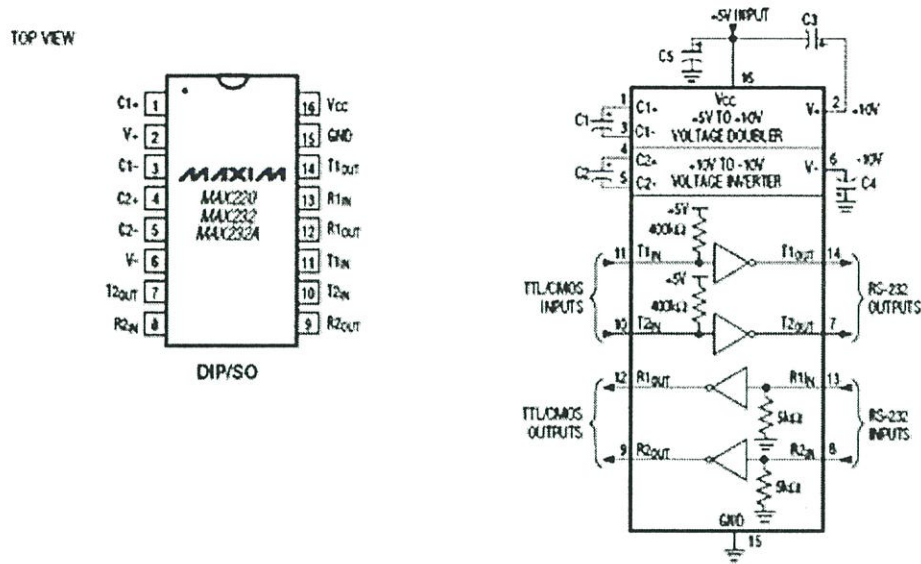 TOP VIEW
C1+ 1
V+ 2
C1- 3
C2+ 4
C2- 5
V- 6
T2OUT 7
R2IN 8
16 VCC
15 GND
14 T1OUT
13 R1IN
12 R1OUT
11 T1IN
10 T2IN
9 R2OUT
MAXIM
MAX220
MAX232
MAX232A
DIP/SO
+5V INPUT
C3
C5
16
VCC
1 C1+
C1
3 C1-
+5V TO +10V
VOLTAGE DOUBLER
V+ 2 +10V
4 C2+
C2
5 C2-
+10V TO -10V
VOLTAGE INVERTER
V- 6 -10V
C4
+5V
400kΩ
11 T1IN
T1OUT 14
+5V
400kΩ
TTL/CMOS
INPUTS
RS-232
OUTPUTS
10 T2IN
T2OUT 7
12 R1OUT
R1IN 13
5kΩ
TTL/CMOS
OUTPUTS
RS-232
INPUTS
9 R2OUT
R2IN 8
5kΩ
GND
15